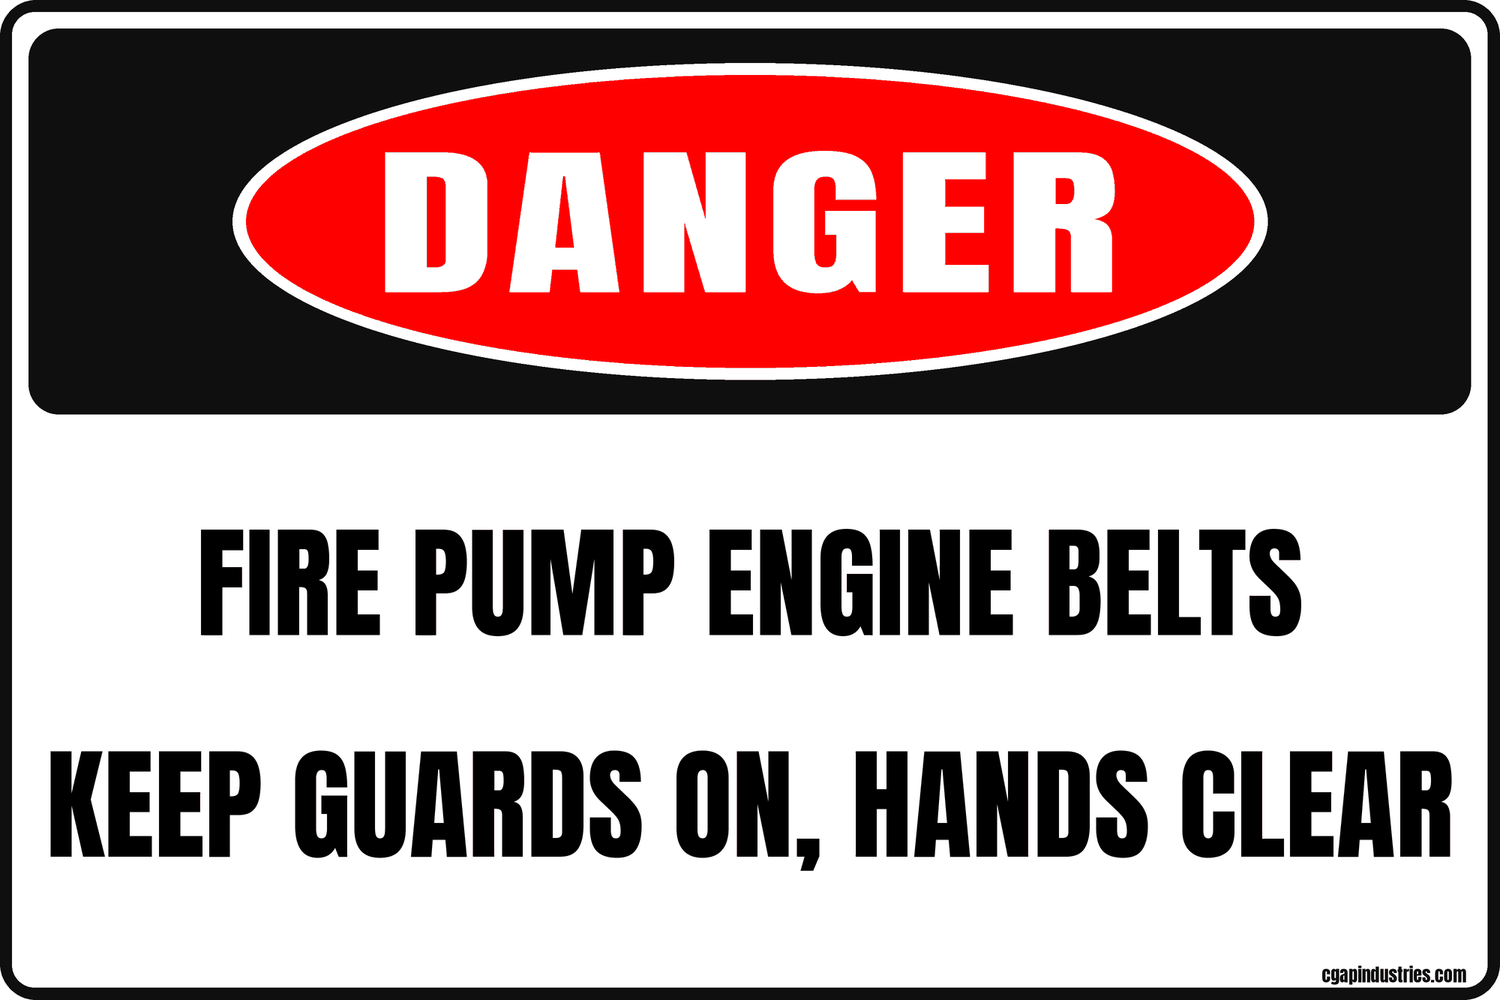 DANGER
FIRE PUMP ENGINE BELTS
KEEP GUARDS ON, HANDS CLEAR
cgapindustries.com